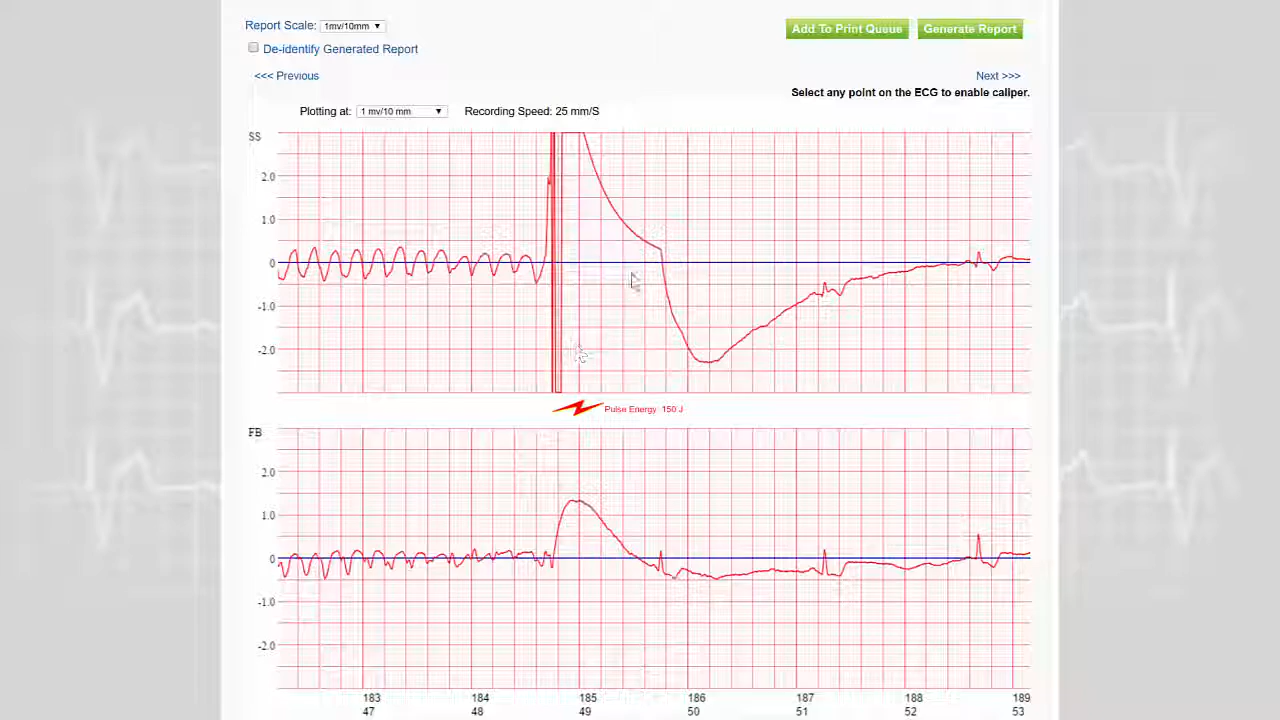 Report Scale: 1mv/10mm
Add To Print Queue
Generate Report
De-identify Generated Report
<<< Previous
Next >>>
Select any point on the ECG to enable caliper.
Plotting at: 1 mv/10 mm
Recording Speed: 25 mm/S
SS
2.0
1.0
0
-1.0
-2.0
Pulse Energy 150 J
FB
2.0
1.0
0
-1.0
-2.0
183 184 185 186 187 188 189
47 48 49 50 51 52 53